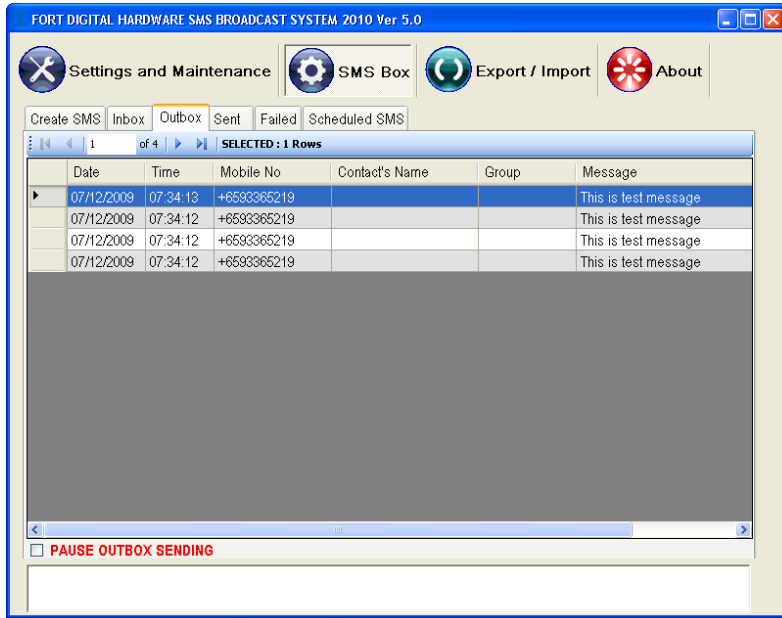 FORT DIGITAL HARDWARE SMS BROADCAST SYSTEM 2010 Ver 5.0
Settings and Maintenance SMS Box Export / Import About
Create SMS Inbox Outbox Sent Failed Scheduled SMS
1 of 4 SELECTED : 1 Rows
Date Time Mobile No Contact's Name Group Message
07/12/2009 07:34:13 +6593365219 This is test message
07/12/2009 07:34:12 +6593365219 This is test message
07/12/2009 07:34:12 +6593365219 This is test message
07/12/2009 07:34:12 +6593365219 This is test message
PAUSE OUTBOX SENDING